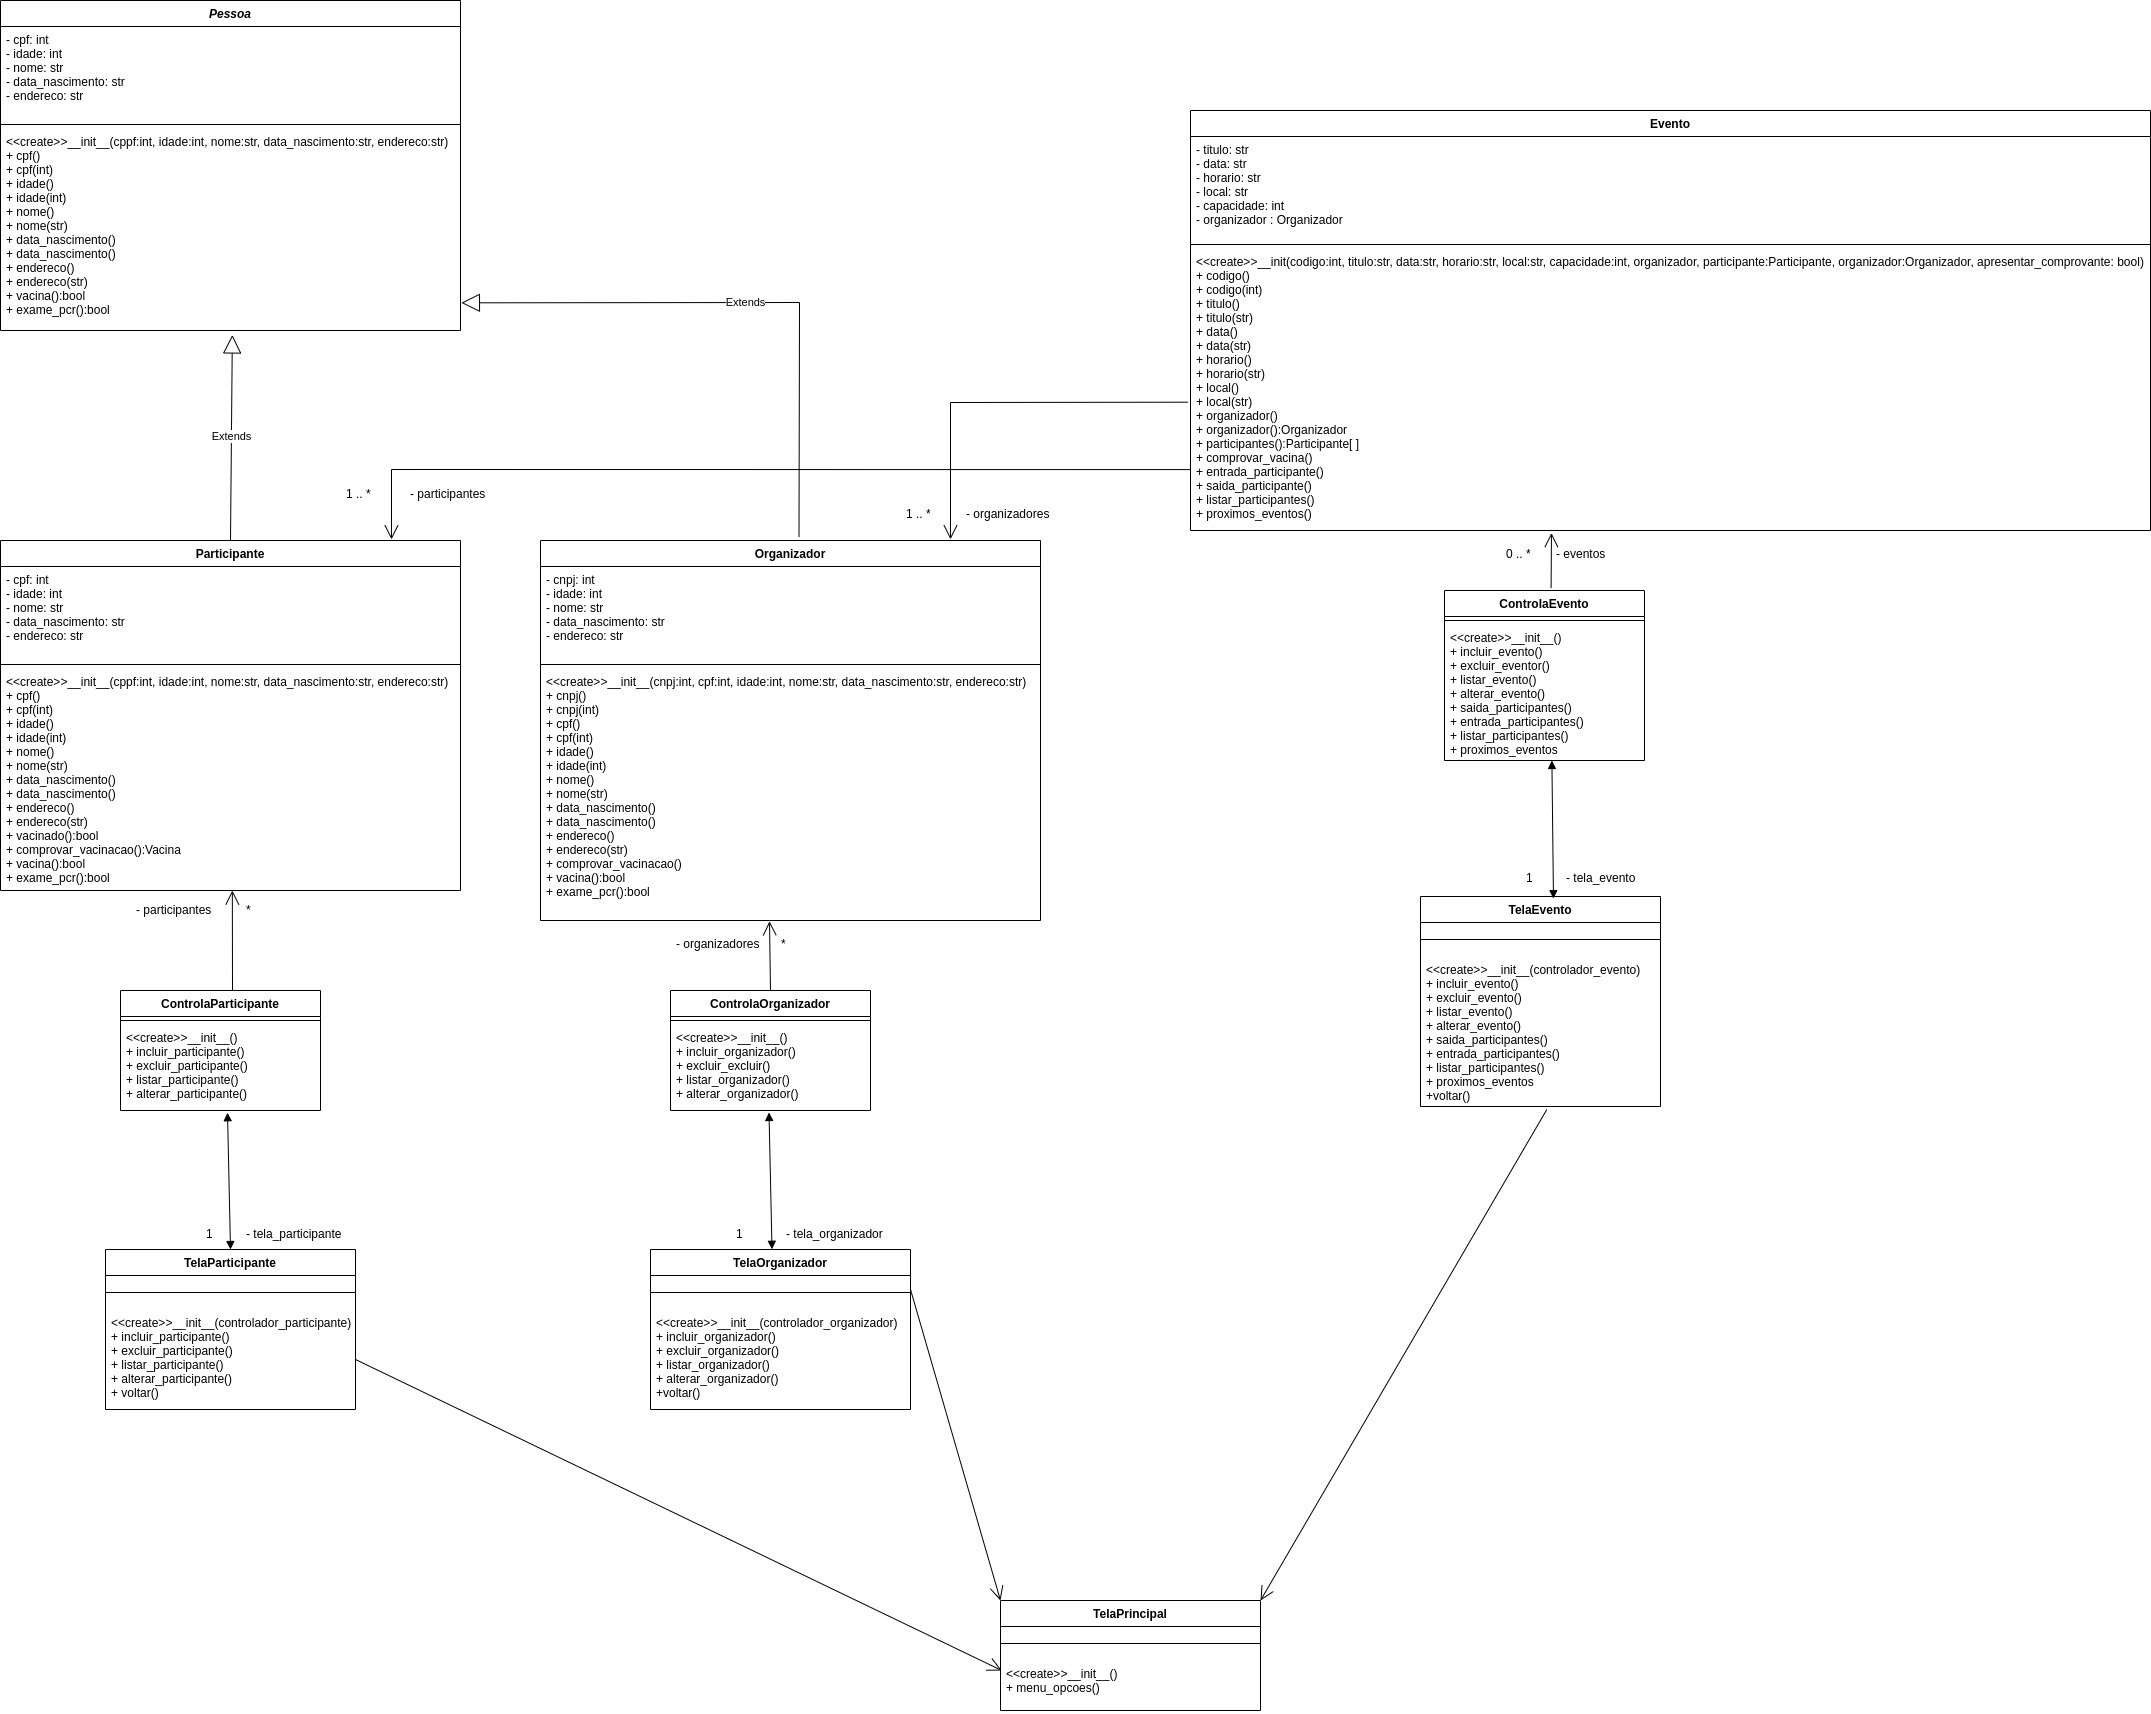 Pessoa
- cpf: int
- idade: int
- nome: str
- data_nascimento: str
- endereco: str
<<create>>__init__(cppf:int, idade:int, nome:str, data_nascimento:str, endereco:str)
+ cpf()
+ cpf(int)
+ idade()
+ idade(int)
+ nome()
+ nome(str)
+ data_nascimento()
+ data_nascimento()
+ endereco()
+ endereco(str)
+ vacina():bool
+ exame_pcr():bool
Evento
- titulo: str
- data: str
- horario: str
- local: str
- capacidade: int
- organizador : Organizador
<<create>>__init(codigo:int, titulo:str, data:str, horario:str, local:str, capacidade:int, organizador, participante:Participante, organizador:Organizador, apresentar_comprovante: bool)
+ codigo()
+ codigo(int)
+ titulo()
+ titulo(str)
+ data()
+ data(str)
+ horario()
+ horario(str)
+ local()
+ local(str)
+ organizador()
+ organizador():Organizador
+ participantes():Participante[ ]
+ comprovar_vacina()
+ entrada_participante()
+ saida_participante()
+ listar_participantes()
+ proximos_eventos()
Extends
Extends
1 .. *
- participantes
1 .. *
- organizadores
0 .. *
- eventos
Participante
- cpf: int
- idade: int
- nome: str
- data_nascimento: str
- endereco: str
<<create>>__init__(cppf:int, idade:int, nome:str, data_nascimento:str, endereco:str)
+ cpf()
+ cpf(int)
+ idade()
+ idade(int)
+ nome()
+ nome(str)
+ data_nascimento()
+ data_nascimento()
+ endereco()
+ endereco(str)
+ vacinado():bool
+ comprovar_vacinacao():Vacina
+ vacina():bool
+ exame_pcr():bool
Organizador
- cnpj: int
- idade: int
- nome: str
- data_nascimento: str
- endereco: str
<<create>>__init__(cnpj:int, cpf:int, idade:int, nome:str, data_nascimento:str, endereco:str)
+ cnpj()
+ cnpj(int)
+ cpf()
+ cpf(int)
+ idade()
+ idade(int)
+ nome()
+ nome(str)
+ data_nascimento()
+ data_nascimento()
+ endereco()
+ endereco(str)
+ comprovar_vacinacao()
+ vacina():bool
+ exame_pcr():bool
ControlaEvento
<<create>>__init__()
+ incluir_evento()
+ excluir_eventor()
+ listar_evento()
+ alterar_evento()
+ saida_participantes()
+ entrada_participantes()
+ listar_participantes()
+ proximos_eventos
1
- tela_evento
TelaEvento
<<create>>__init__(controlador_evento)
+ incluir_evento()
+ excluir_evento()
+ listar_evento()
+ alterar_evento()
+ saida_participantes()
+ entrada_participantes()
+ listar_participantes()
+ proximos_eventos
+voltar()
- participantes
*
- organizadores
*
ControlaParticipante
<<create>>__init__()
+ incluir_participante()
+ excluir_participante()
+ listar_participante()
+ alterar_participante()
ControlaOrganizador
<<create>>__init__()
+ incluir_organizador()
+ excluir_excluir()
+ listar_organizador()
+ alterar_organizador()
1
- tela_participante
1
- tela_organizador
TelaParticipante
<<create>>__init__(controlador_participante)
+ incluir_participante()
+ excluir_participante()
+ listar_participante()
+ alterar_participante()
+ voltar()
TelaOrganizador
<<create>>__init__(controlador_organizador)
+ incluir_organizador()
+ excluir_organizador()
+ listar_organizador()
+ alterar_organizador()
+voltar()
TelaPrincipal
<<create>>__init__()
+ menu_opcoes()